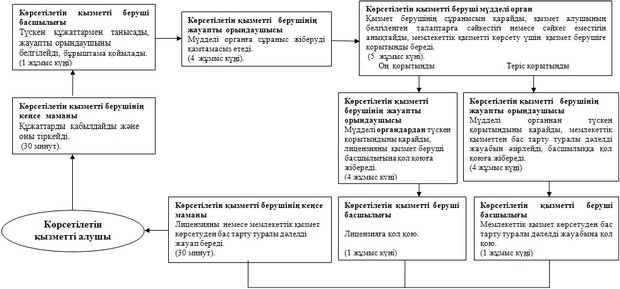 Көрсетілетін қызметті беруші
басшылығы
Түскен құжаттармен танысады,
жауапты орындаушыны
белгілейді, бұрыштама қойылады.
(1 жұмыс күні)
Көрсетілетін қызметті берушінің
жауапты орындаушысы
Мүдделі органға сұраныс жіберуді
қамтамасыз етеді.
(4 жұмыс күні).
Көрсетілетін қызметті беруші мүдделі орган
Қызмет берушінің сұранысын қарайды, қызмет алушының
белгіленген талаптарға сәйкестігі немесе сәйкес еместігін
анықтайды, мемлекеттік қызметті көрсету үшін қызмет берушіге
қорытынды береді.
(5 жұмыс күні).
Оң қорытынды Теріс қорытынды
Көрсетілетін қызметті берушінің
кеңсе маманы
Құжаттарды қабылдайды және
оны тіркейді.
(30 минут).
Көрсетілетін қызметті
берушінің жауапты
орындаушысы
Мүдделі органдардан түскен
қорытындыны қарайды,
лицензияны қызмет беруші
басшылығына қол қоюға
жібереді.
(4 жұмыс күні)
Көрсетілетін қызметті берушінің
жауапты орындаушысы
Мүдделі органнан түскен
қорытындыны қарайды, мемлекеттік
қызметтен бас тарту туралы дәлелді
жауабын әзірлейді, басшылыққа қол
қоюға жібереді.
(4 жұмыс күні)
Көрсетілетін
қызметті алушы
Көрсетілетін қызметті берушінің кеңсе
маманы
Лицензияны немесе мемлекеттік қызмет
көрсетуден бас тарту туралы дәлелді
жауап береді.
(30 минут).
Көрсетілетін қызметті беруші
басшылығы
Лицензияға қол қою.
(1 жұмыс күні)
Көрсетілетін қызметті беруші
басшылығы
Мемлекеттік қызмет көрсетуден бас
тарту туралы дәлелді жауабына қол
қою.
(1 жұмыс күні)